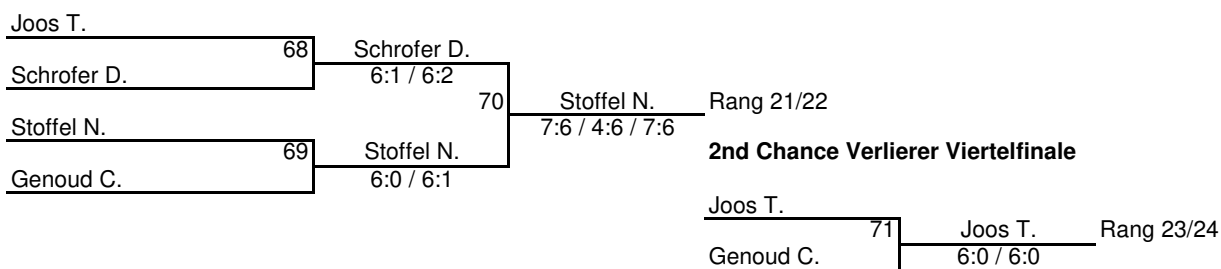 Joos T.
68 Schrofer D.
Schrofer D. 6:1 / 6:2
70 Stoffel N. Rang 21/22
Stoffel N. 7:6 / 4:6 / 7:6
69 Stoffel N. 2nd Chance Verlierer Viertelfinale
Genoud C. 6:0 / 6:1
Joos T.
71 Joos T. Rang 23/24
Genoud C. 6:0 / 6:0